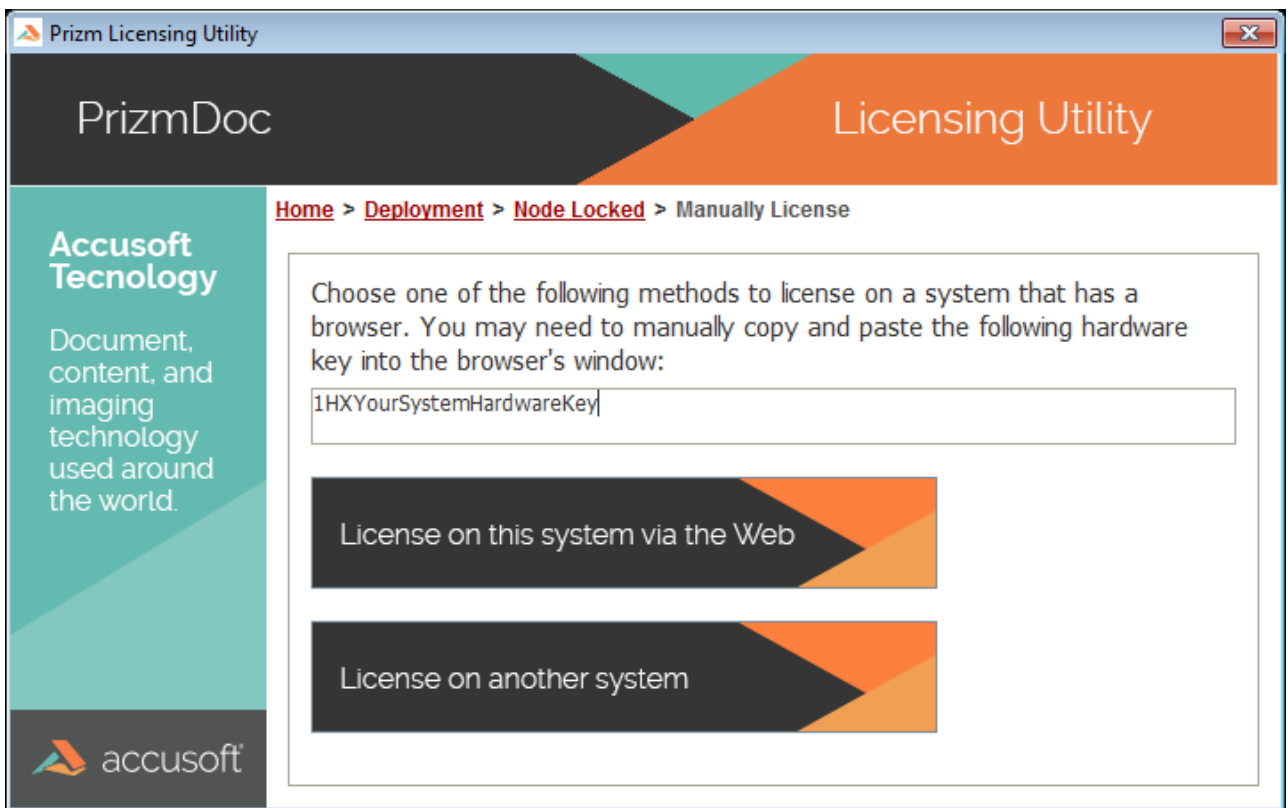 Prizm Licensing Utility
PrizmDoc
Licensing Utility
Home > Deployment > Node Locked > Manually License
Accusoft
Tecnology
Document,
content, and
imaging
technology
used around
the world.
Choose one of the following methods to license on a system that has a
browser. You may need to manually copy and paste the following hardware
key into the browser's window:
1HXYourSystemHardwareKey
License on this system via the Web
License on another system
accusoft